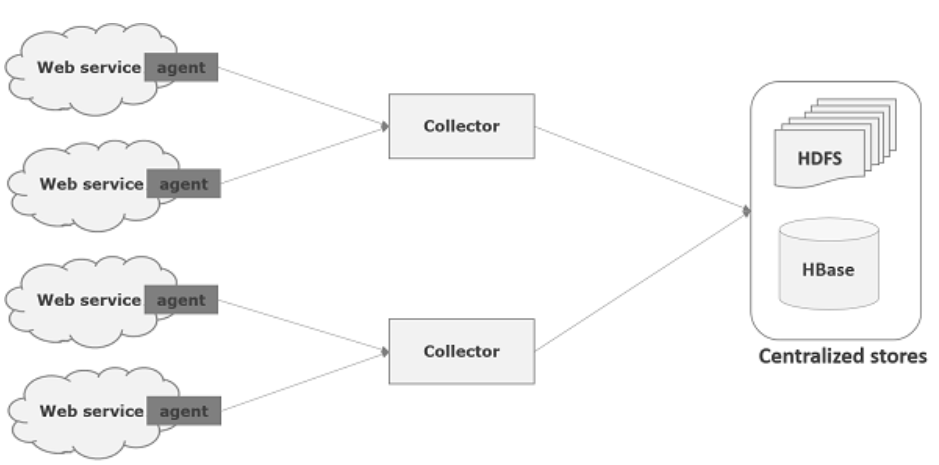 Web service agent
Collector
Web service agent
HDFS
HBase
Web service agent
Collector
Centralized stores
Web service agent